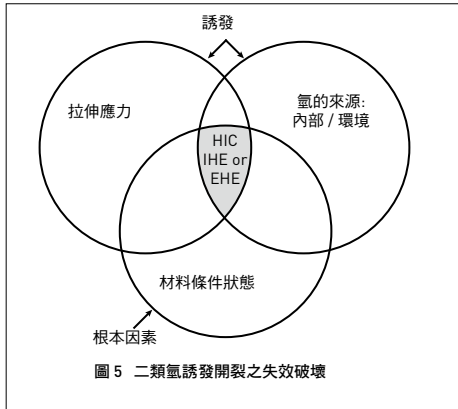 誘發
拉伸應力
氫的來源:
內部 / 環境
HIC
IHE or
EHE
材料條件狀態
根本因素
圖 5 二類氫誘發開裂之失效破壞